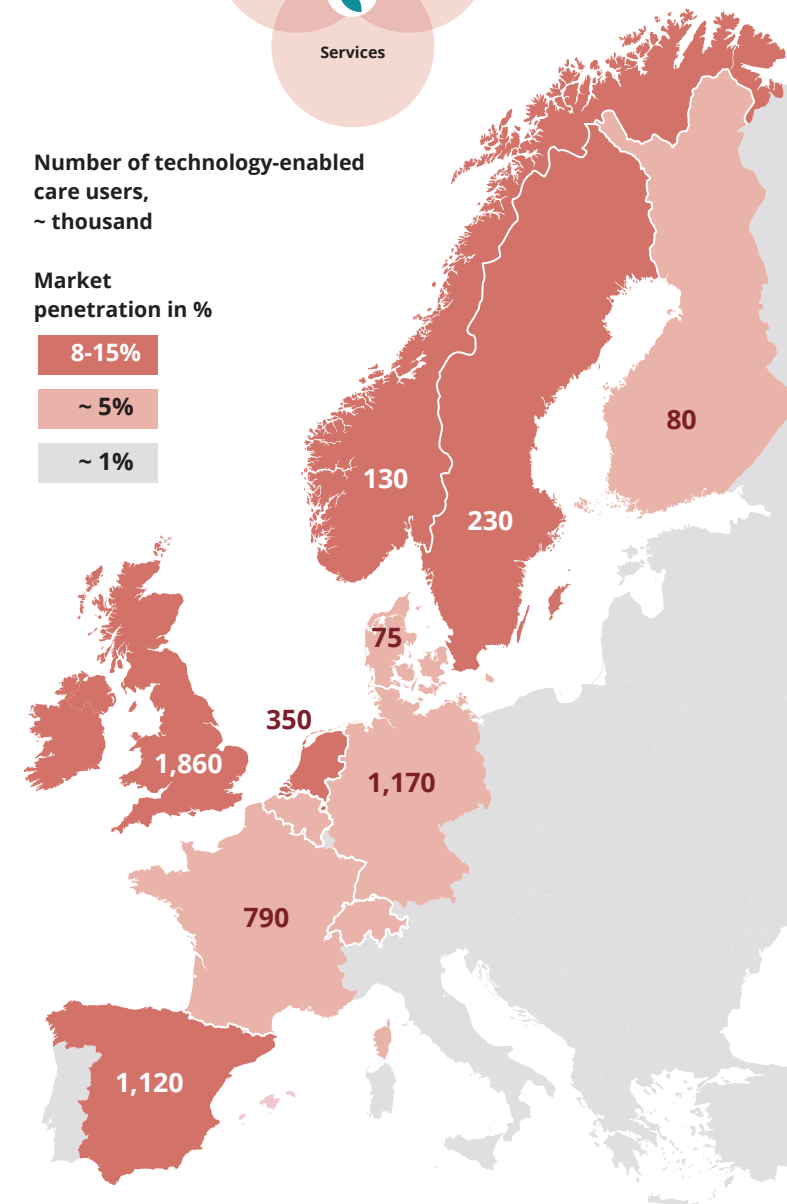 Services
Number of technology-enabled
care users,
~ thousand
Market
penetration in %
8-15%
~ 5%
~ 1%
80
130
230
75
350
1,860
1,170
790
1,120